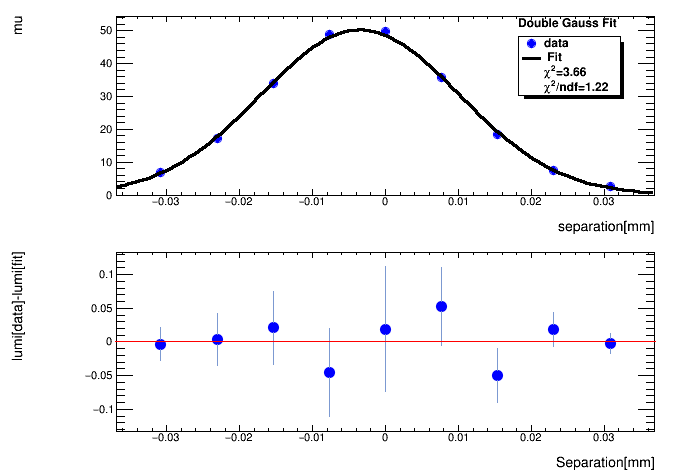 mu
Double Gauss Fit
data
Fit
χ²=3.66
χ²/ndf=1.22
50
40
30
20
10
0
−0.03 −0.02 −0.01 0 0.01 0.02 0.03
separation[mm]
lumi[data]-lumi[fit]
0.1
0.05
0
−0.05
−0.1
−0.03 −0.02 −0.01 0 0.01 0.02 0.03
Separation[mm]